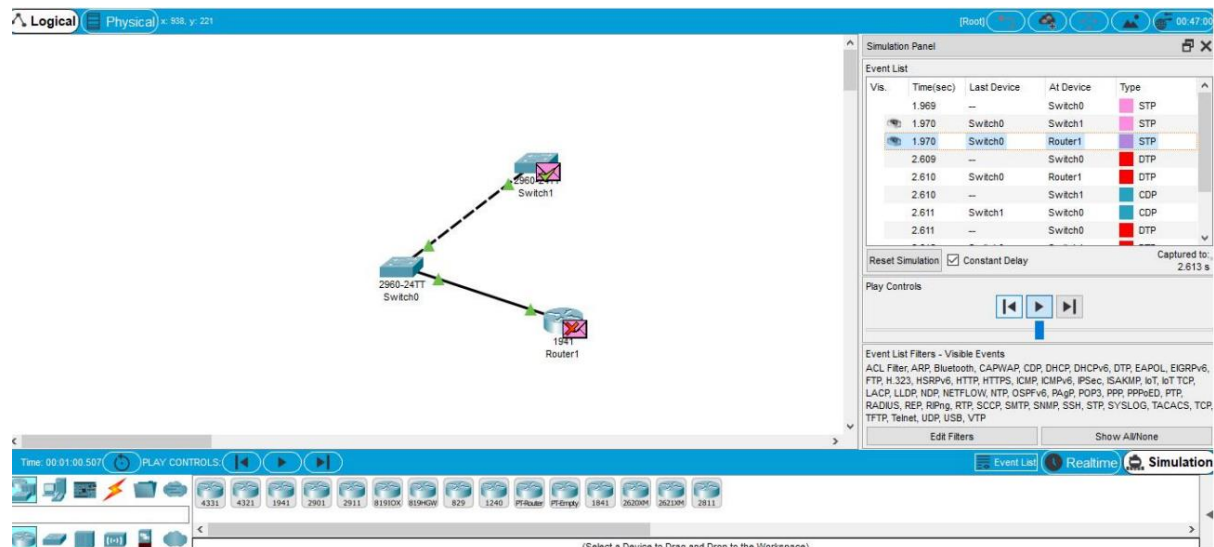 Logical Physical x: 938, y: 221 [Root] 00:47:00
2960-24TT
Switch1
2960-24TT
Switch0
1941
Router1
Simulation Panel
Event List
Vis. Time(sec) Last Device At Device Type
1.969 -- Switch0 STP
1.970 Switch0 Switch1 STP
1.970 Switch0 Router1 STP
2.609 -- Switch0 DTP
2.610 Switch0 Router1 DTP
2.610 -- Switch1 CDP
2.611 Switch1 Switch0 CDP
2.611 -- Switch0 DTP
Reset Simulation Constant Delay Captured to:
2.613 s
Play Controls
Event List Filters - Visible Events
ACL Filter, ARP, Bluetooth, CAPWAP, CDP, DHCP, DHCPv6, DTP, EAPOL, EIGRPv6,
FTP, H.323, HSRPv6, HTTP, HTTPS, ICMP, ICMPv6, IPSec, ISAKMP, IoT, IoT TCP,
LACP, LLDP, NDP, NETFLOW, NTP, OSPFv6, PAgP, POP3, PPP, PPPoED, PTP,
RADIUS, REP, RIPng, RTP, SCCP, SMTP, SNMP, SSH, STP, SYSLOG, TACACS, TCP,
TFTP, Telnet, UDP, USB, VTP
Edit Filters Show All/None
Time: 00:01:00.507 PLAY CONTROLS: Event List Realtime Simulation
4331 4321 1941 2901 2911 819IOX 819HGW 829 1240 PT-Router PT-Empty 1841 2620XM 2621XM 2811
(Select a Device to Drag and Drop to the Workspace)